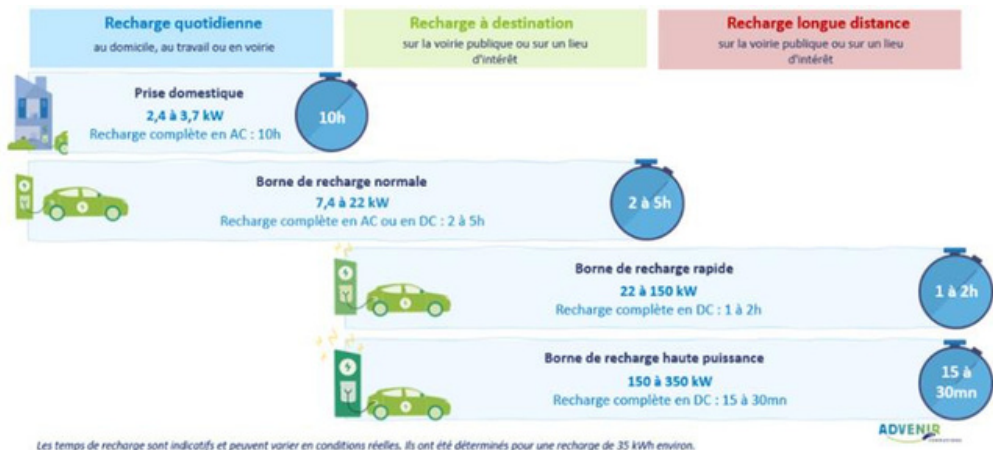 Recharge quotidienne
au domicile, au travail ou en voirie
Recharge à destination
sur la voirie publique ou sur un lieu
d'intérêt
Recharge longue distance
sur la voirie publique ou sur un lieu
d'intérêt
Prise domestique
2,4 à 3,7 kW
Recharge complète en AC : 10h
10h
Borne de recharge normale
7,4 à 22 kW
Recharge complète en AC ou en DC : 2 à 5h
2 à 5h
Borne de recharge rapide
22 à 150 kW
Recharge complète en DC : 1 à 2h
1 à 2h
Borne de recharge haute puissance
150 à 350 kW
Recharge complète en DC : 15 à 30mn
15 à
30mn
ADVENIR
Les temps de recharge sont indicatifs et peuvent varier en conditions réelles. Ils ont été déterminés pour une recharge de 35 kWh environ.